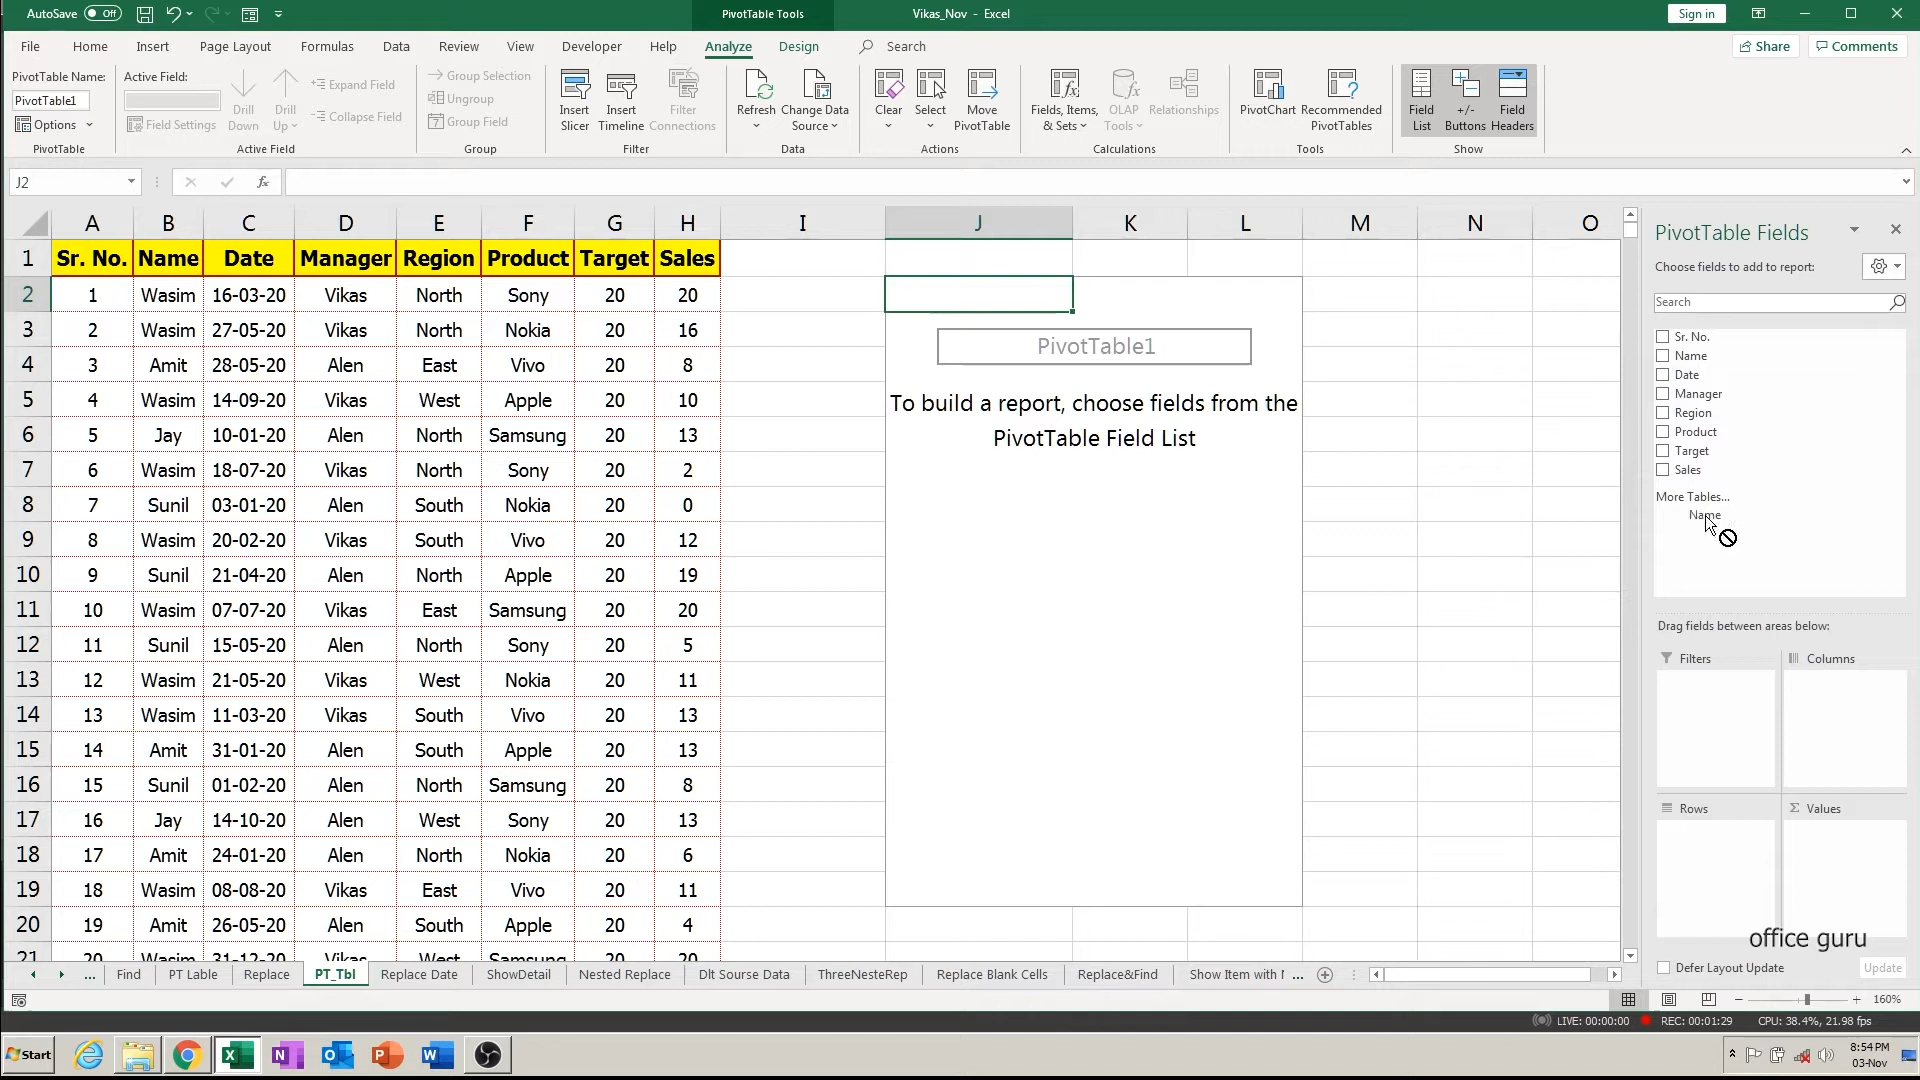 AutoSave Off PivotTable Tools Vikas_Nov - Excel Sign in
File Home Insert Page Layout Formulas Data Review View Developer Help Analyze Design Search Share Comments
PivotTable Name: Active Field: Expand Field Group Selection
PivotTable1 Drill Down Drill Up Collapse Field Ungroup Insert Slicer Insert Timeline Filter Connections Refresh Change Data Source Clear Select Move PivotTable Fields, Items, & Sets OLAP Tools Relationships PivotChart Recommended PivotTables Field List +/- Buttons Field Headers
Options Field Settings Group Field
PivotTable Active Field Group Filter Data Actions Calculations Tools Show
J2 fx
A B C D E F G H I J K L M N O
1 Sr. No. Name Date Manager Region Product Target Sales
2 1 Wasim 16-03-20 Vikas North Sony 20 20
3 2 Wasim 27-05-20 Vikas North Nokia 20 16
4 3 Amit 28-05-20 Alen East Vivo 20 8
5 4 Wasim 14-09-20 Vikas West Apple 20 10
6 5 Jay 10-01-20 Alen North Samsung 20 13
7 6 Wasim 18-07-20 Vikas North Sony 20 2
8 7 Sunil 03-01-20 Alen South Nokia 20 0
9 8 Wasim 20-02-20 Vikas South Vivo 20 12
10 9 Sunil 21-04-20 Alen North Apple 20 19
11 10 Wasim 07-07-20 Vikas East Samsung 20 20
12 11 Sunil 15-05-20 Alen North Sony 20 5
13 12 Wasim 21-05-20 Vikas West Nokia 20 11
14 13 Wasim 11-03-20 Vikas South Vivo 20 13
15 14 Amit 31-01-20 Alen South Apple 20 13
16 15 Sunil 01-02-20 Alen North Samsung 20 8
17 16 Jay 14-10-20 Alen West Sony 20 13
18 17 Amit 24-01-20 Alen North Nokia 20 6
19 18 Wasim 08-08-20 Vikas East Vivo 20 11
20 19 Amit 26-05-20 Alen South Apple 20 4
21 20 Wasim 31-12-20 Vikas West Samsung 20 20
PivotTable1
To build a report, choose fields from the
PivotTable Field List
PivotTable Fields
Choose fields to add to report:
Search
Sr. No.
Name
Date
Manager
Region
Product
Target
Sales
More Tables...
Name
Drag fields between areas below:
Filters Columns
Rows Values
office guru
Defer Layout Update Update
... Find PT Lable Replace PT_Tbl Replace Date ShowDetail Nested Replace Dlt Sourse Data ThreeNesteRep Replace Blank Cells Replace&Find Show Item with ...
160%
LIVE: 00:00:00 REC: 00:01:29 CPU: 38.4%, 21.98 fps
Start 8:54 PM
03-Nov